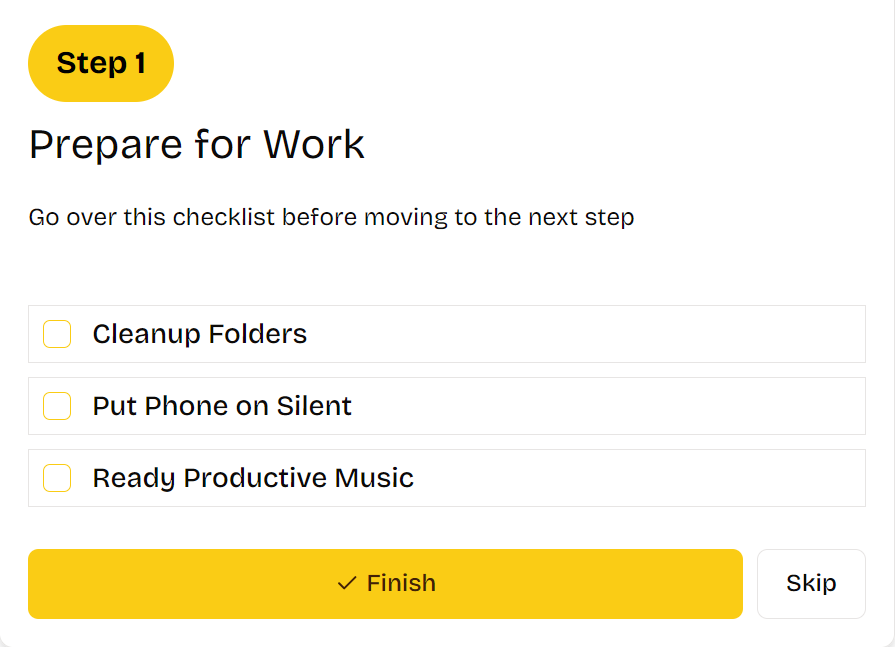 Step 1
Prepare for Work
Go over this checklist before moving to the next step
Cleanup Folders
Put Phone on Silent
Ready Productive Music
Finish
Skip